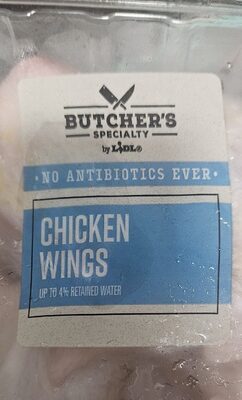 BUTCHER'S
SPECIALTY
by LIDL®
· NO ANTIBIOTICS EVER ·
CHICKEN
WINGS
UP TO 4% RETAINED WATER